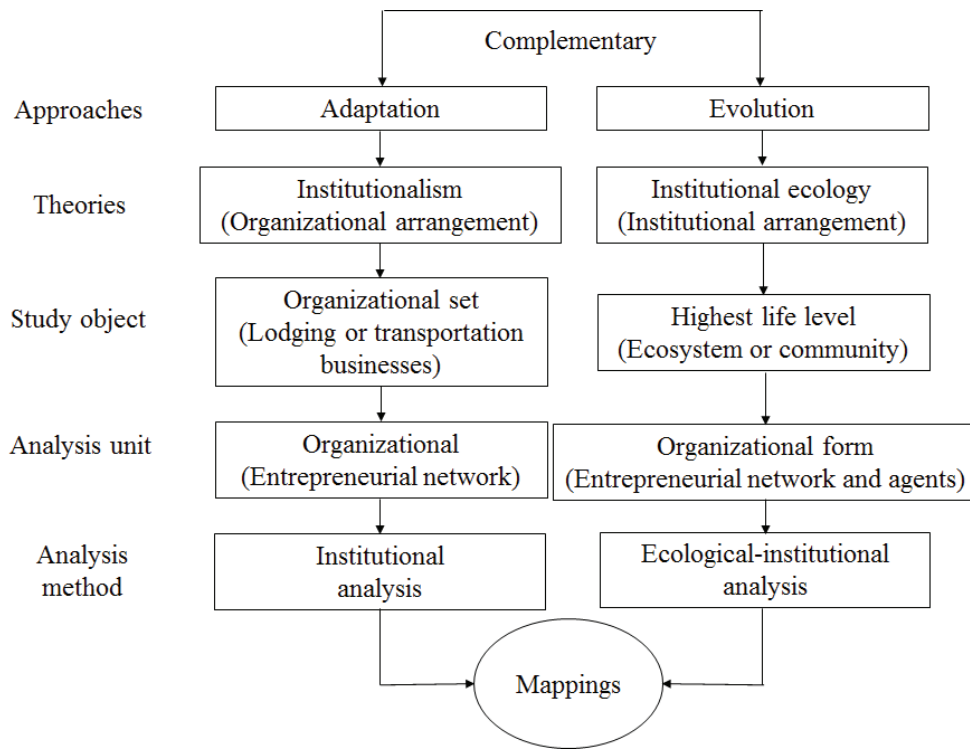 Complementary
Approaches
Adaptation
Evolution
Theories
Institutionalism
(Organizational arrangement)
Institutional ecology
(Institutional arrangement)
Study object
Organizational set
(Lodging or transportation
businesses)
Highest life level
(Ecosystem or community)
Analysis unit
Organizational
(Entrepreneurial network)
Organizational form
(Entrepreneurial network and agents)
Analysis
method
Institutional
analysis
Ecological-institutional
analysis
Mappings